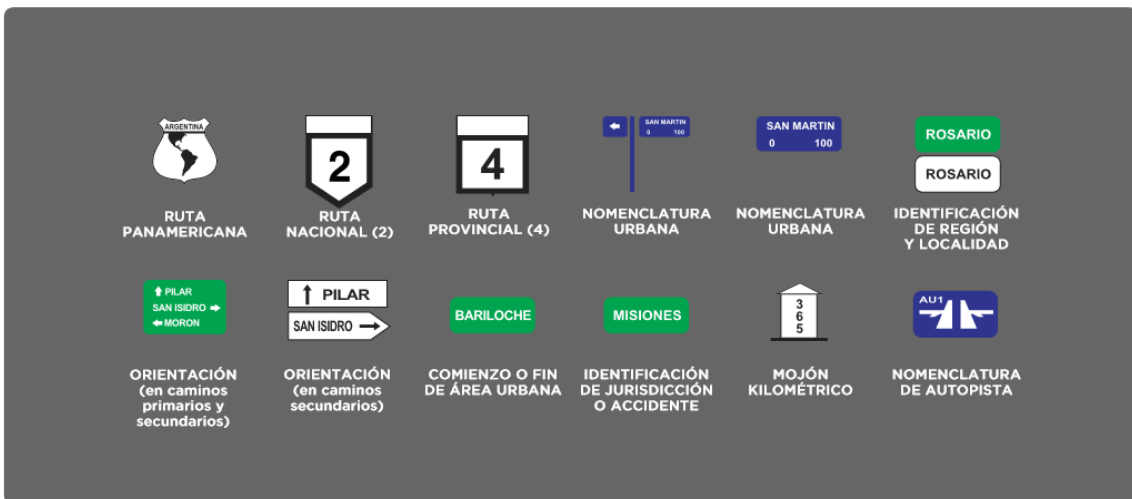 ARGENTINA
RUTA
PANAMERICANA
2
RUTA
NACIONAL (2)
4
RUTA
PROVINCIAL (4)
SAN MARTIN
0 100
NOMENCLATURA
URBANA
SAN MARTIN
0 100
NOMENCLATURA
URBANA
ROSARIO
ROSARIO
IDENTIFICACIÓN
DE REGIÓN
Y LOCALIDAD
PILAR
SAN ISIDRO
MORON
ORIENTACIÓN
(en caminos
primarios y
secundarios)
PILAR
SAN ISIDRO
ORIENTACIÓN
(en caminos
secundarios)
BARILOCHE
COMIENZO O FIN
DE ÁREA URBANA
MISIONES
IDENTIFICACIÓN
DE JURISDICCIÓN
O ACCIDENTE
3
6
5
MOJÓN
KILOMÉTRICO
AU1
NOMENCLATURA
DE AUTOPISTA